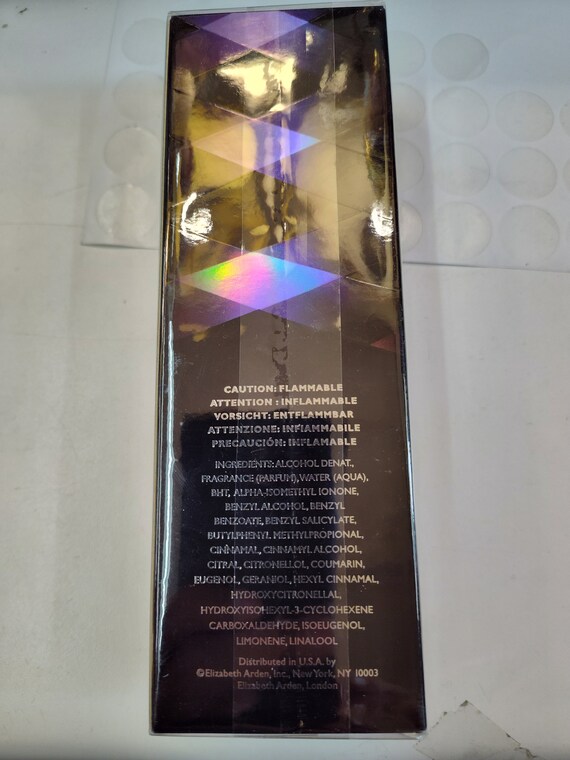 CAUTION: FLAMMABLE
ATTENTION : INFLAMMABLE
VORSICHT: ENTFLAMMBAR
ATTENZIONE: INFIAMMABILE
PRECAUCIÓN: INFLAMABLE
INGREDIENTS: ALCOHOL DENAT.,
FRAGRANCE (PARFUM), WATER (AQUA),
BHT, ALPHA-ISOMETHYL IONONE,
BENZYL ALCOHOL, BENZYL
BENZOATE, BENZYL SALICYLATE,
BUTYLPHENYL METHYLPROPIONAL,
CINNAMAL, CINNAMYL ALCOHOL,
CITRAL, CITRONELLOL, COUMARIN,
EUGENOL, GERANIOL, HEXYL CINNAMAL,
HYDROXYCITRONELLAL,
HYDROXYISOHEXYL-3-CYCLOHEXENE
CARBOXALDEHYDE, ISOEUGENOL,
LIMONENE, LINALOOL
Distributed in U.S.A. by
©Elizabeth Arden, Inc., New York, NY 10003
Elizabeth Arden, London